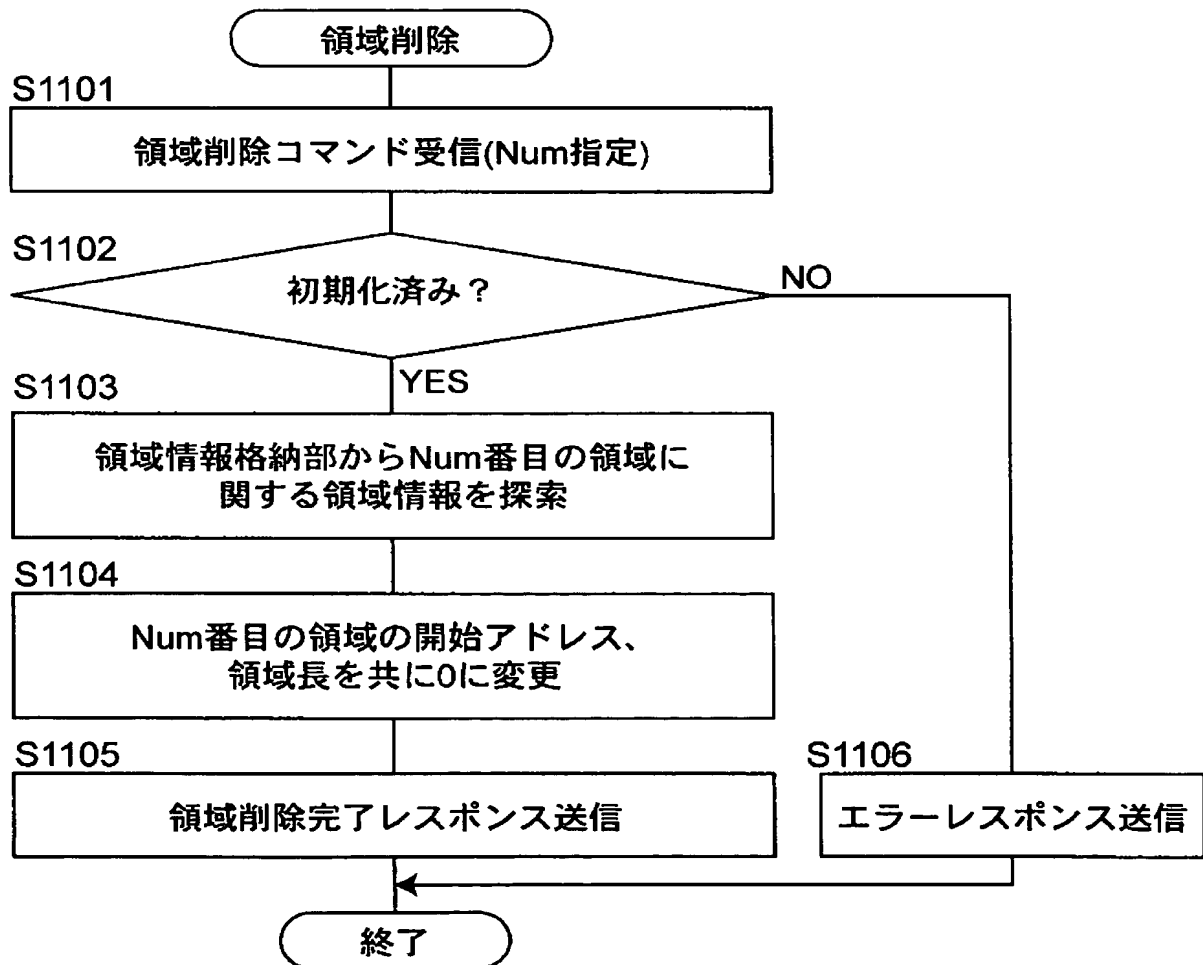 領域削除
S1101
領域削除コマンド受信(Num指定)
S1102
初期化済み？
NO
YES
S1103
領域情報格納部からNum番目の領域に
関する領域情報を探索
S1104
Num番目の領域の開始アドレス、
領域長を共に0に変更
S1105
領域削除完了レスポンス送信
S1106
エラーレスポンス送信
終了